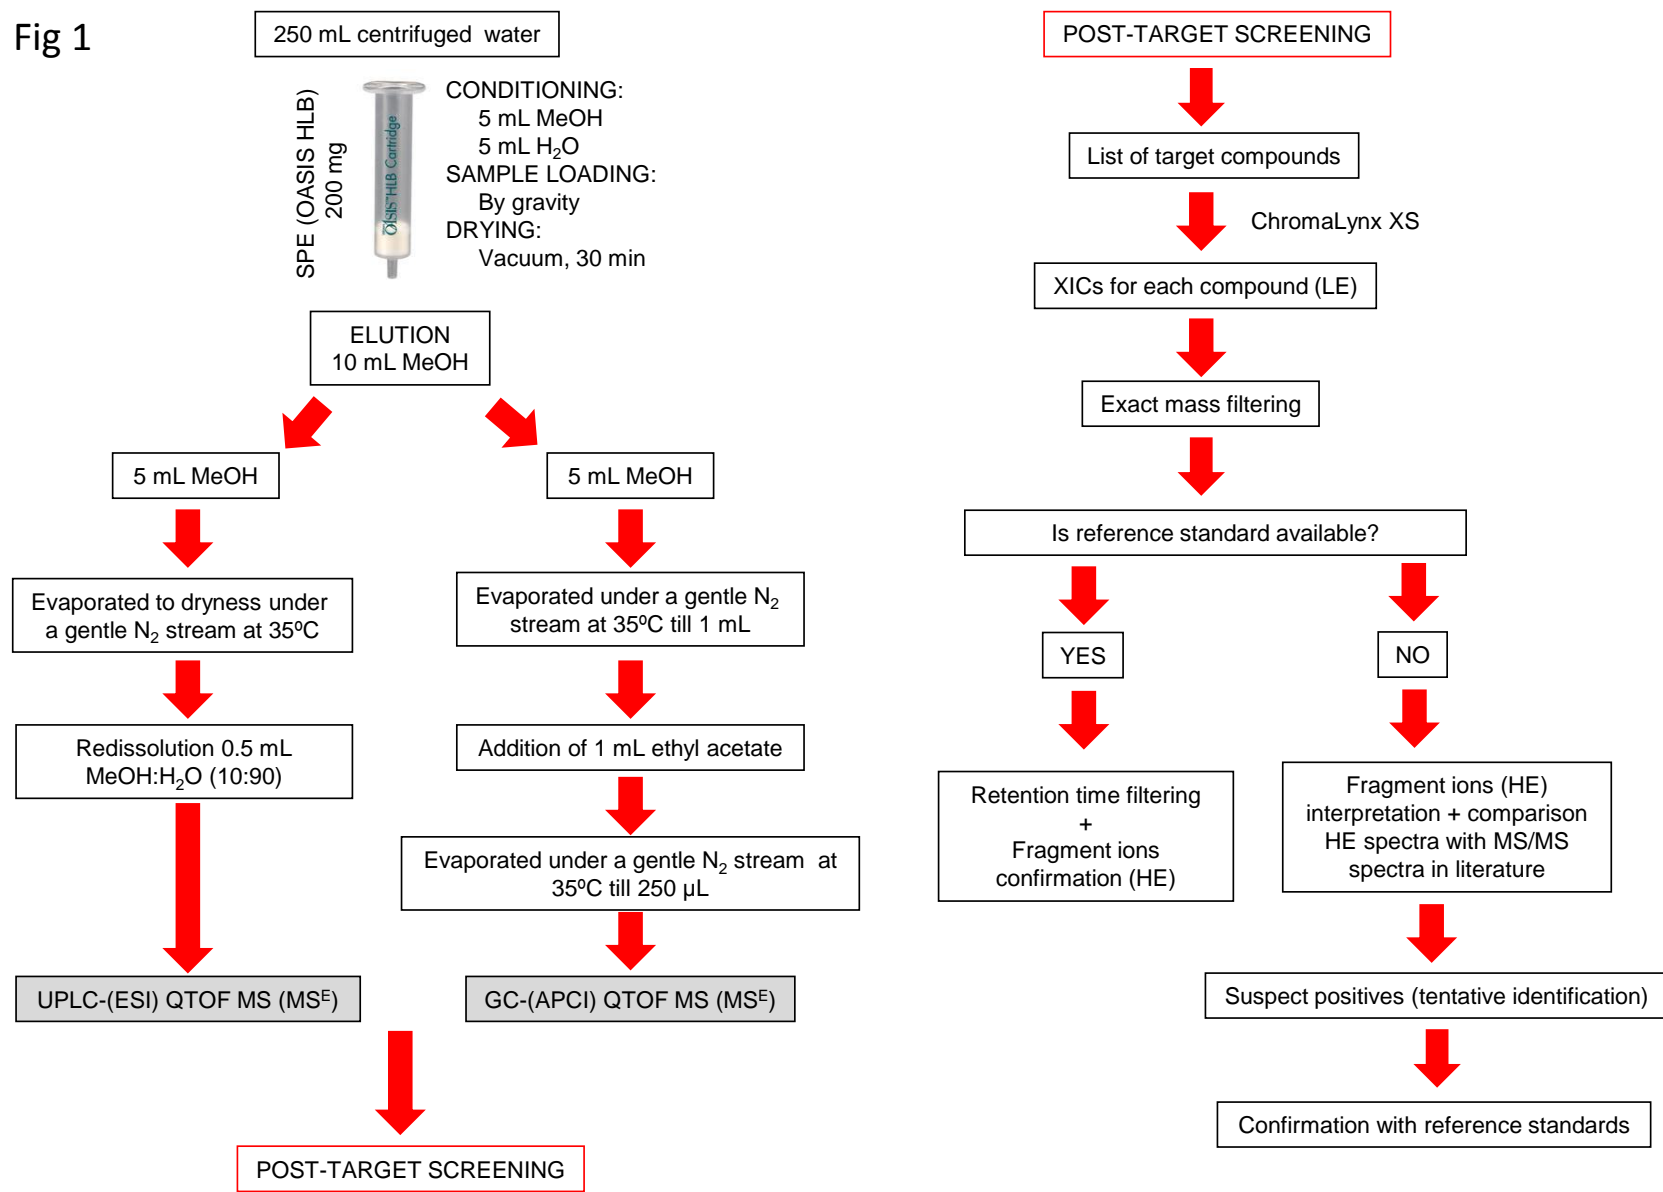 Fig 1
250 mL centrifuged water
SPE (OASIS HLB)
200 mg
OASIS™ HLB Cartridge
CONDITIONING:
5 mL MeOH
5 mL H₂O
SAMPLE LOADING:
By gravity
DRYING:
Vacuum, 30 min
ELUTION
10 mL MeOH
5 mL MeOH
Evaporated to dryness under
a gentle N₂ stream at 35ºC
Redissolution 0.5 mL
MeOH:H₂O (10:90)
UPLC-(ESI) QTOF MS (MSᴱ)
5 mL MeOH
Evaporated under a gentle N₂
stream at 35ºC till 1 mL
Addition of 1 mL ethyl acetate
Evaporated under a gentle N₂ stream at
35ºC till 250 µL
GC-(APCI) QTOF MS (MSᴱ)
POST-TARGET SCREENING
POST-TARGET SCREENING
List of target compounds
ChromaLynx XS
XICs for each compound (LE)
Exact mass filtering
Is reference standard available?
YES
Retention time filtering
+
Fragment ions
confirmation (HE)
NO
Fragment ions (HE)
interpretation + comparison
HE spectra with MS/MS
spectra in literature
Suspect positives (tentative identification)
Confirmation with reference standards